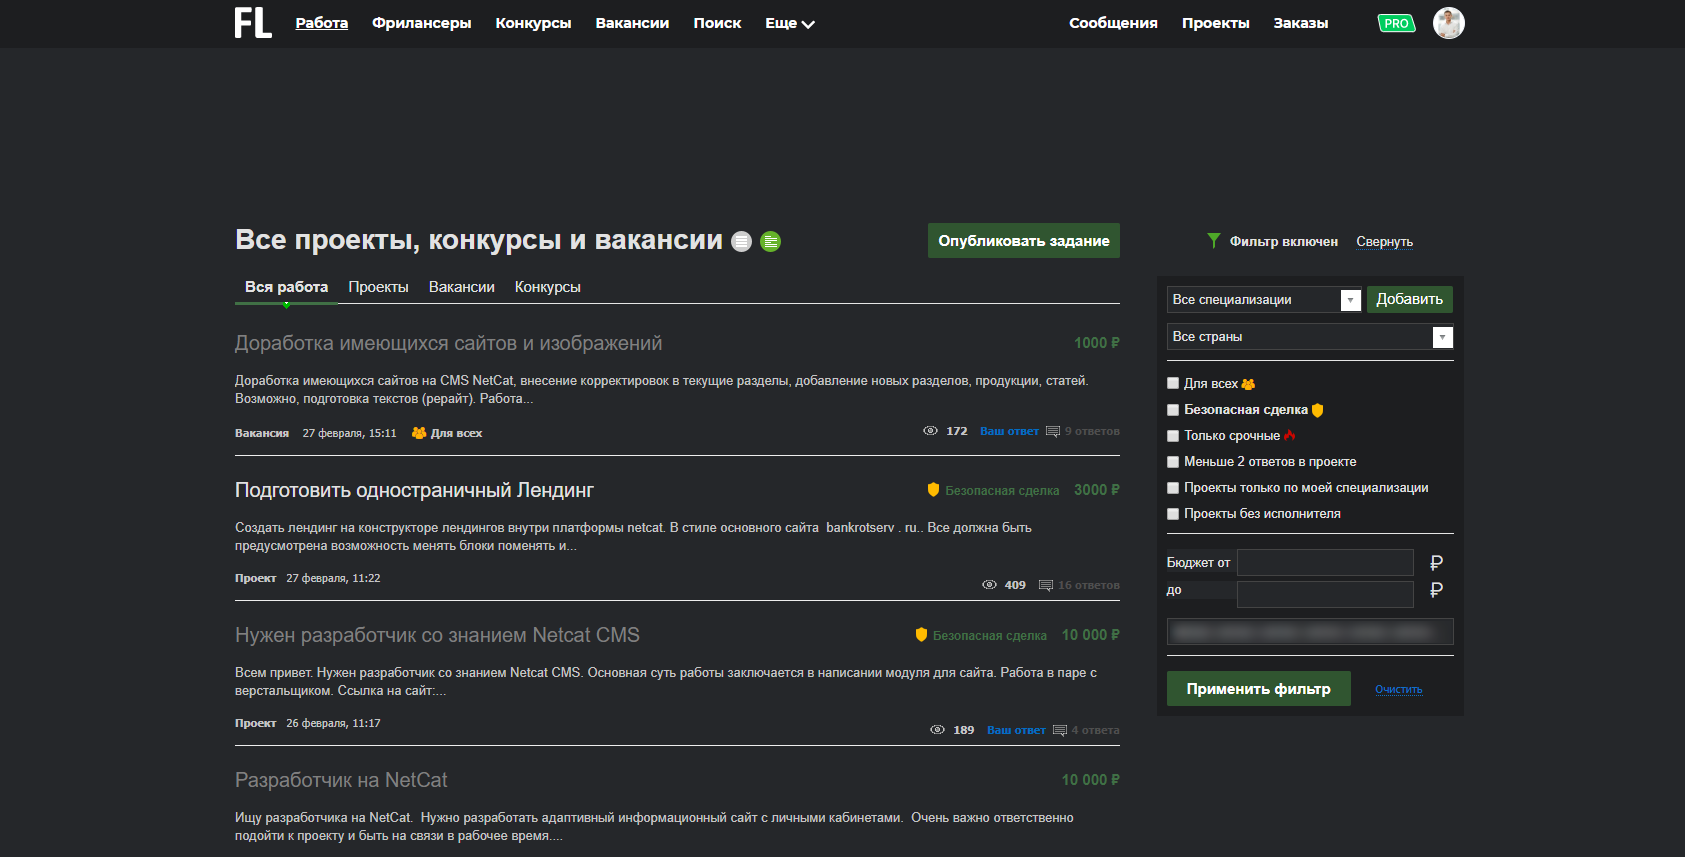 FL Работа Фрилансеры Конкурсы Вакансии Поиск Еще Сообщения Проекты Заказы PRO
Все проекты, конкурсы и вакансии
Опубликовать задание
Вся работа Проекты Вакансии Конкурсы
Доработка имеющихся сайтов и изображений 1000 ₽
Доработка имеющихся сайтов на CMS NetCat, внесение корректировок в текущие разделы, добавление новых разделов, продукции, статей.
Возможно, подготовка текстов (рерайт). Работа...
Вакансия 27 февраля, 15:11 Для всех 172 Ваш ответ 9 ответов
Подготовить одностраничный Лендинг Безопасная сделка 3000 ₽
Создать лендинг на конструкторе лендингов внутри платформы netcat. В стиле основного сайта  bankrotserv . ru.. Все должна быть
предусмотрена возможность менять блоки поменять и...
Проект 27 февраля, 11:22 409 16 ответов
Нужен разработчик со знанием Netcat CMS Безопасная сделка 10 000 ₽
Всем привет. Нужен разработчик со знанием Netcat CMS. Основная суть работы заключается в написании модуля для сайта. Работа в паре с
верстальщиком. Ссылка на сайт:...
Проект 26 февраля, 11:17 189 Ваш ответ 4 ответа
Разработчик на NetCat 10 000 ₽
Ищу разработчика на NetCat.  Нужно разработать адаптивный информационный сайт с личными кабинетами.  Очень важно ответственно
подойти к проекту и быть на связи в рабочее время....
Фильтр включен Свернуть
Все специализации Добавить
Все страны
Для всех
Безопасная сделка
Только срочные
Меньше 2 ответов в проекте
Проекты только по моей специализации
Проекты без исполнителя
Бюджет от ₽
до ₽
Применить фильтр Очистить